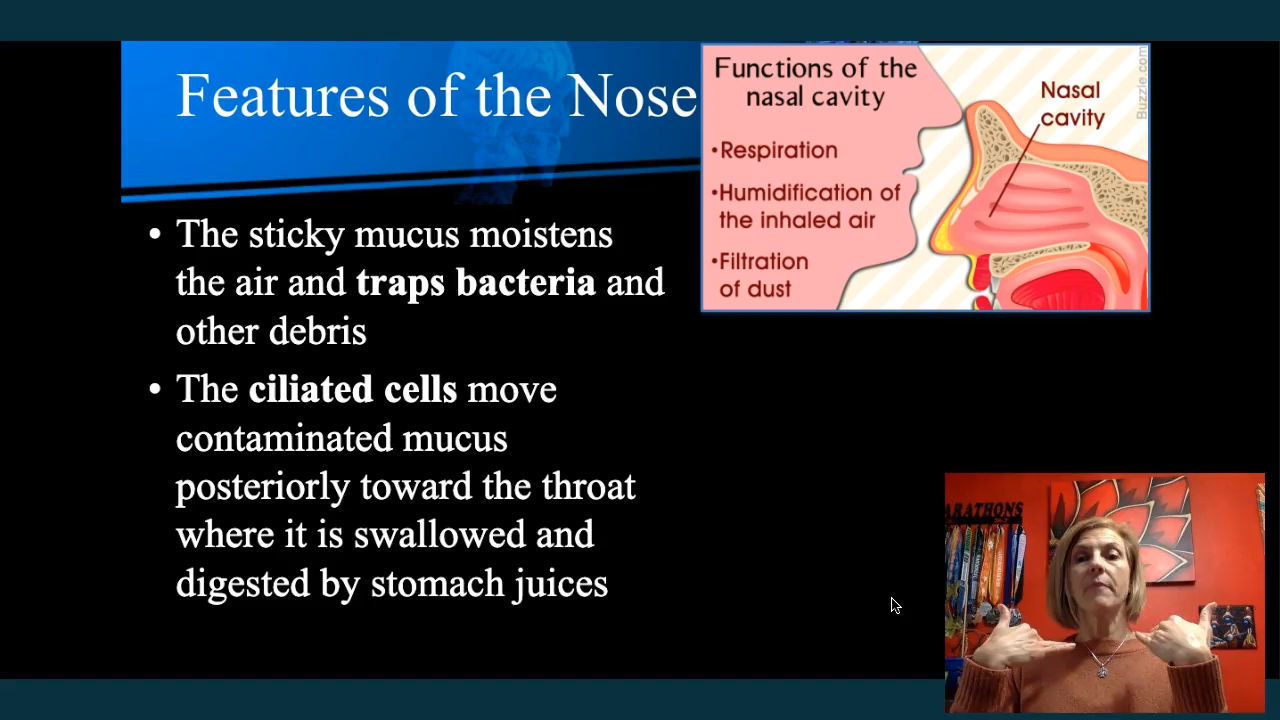 Features of the Nose
Functions of the
nasal cavity
•Respiration
•Humidification of
the inhaled air
•Filtration
of dust
Nasal
cavity
Buzzle.com
• The sticky mucus moistens
the air and traps bacteria and
other debris
• The ciliated cells move
contaminated mucus
posteriorly toward the throat
where it is swallowed and
digested by stomach juices
ARATHONS